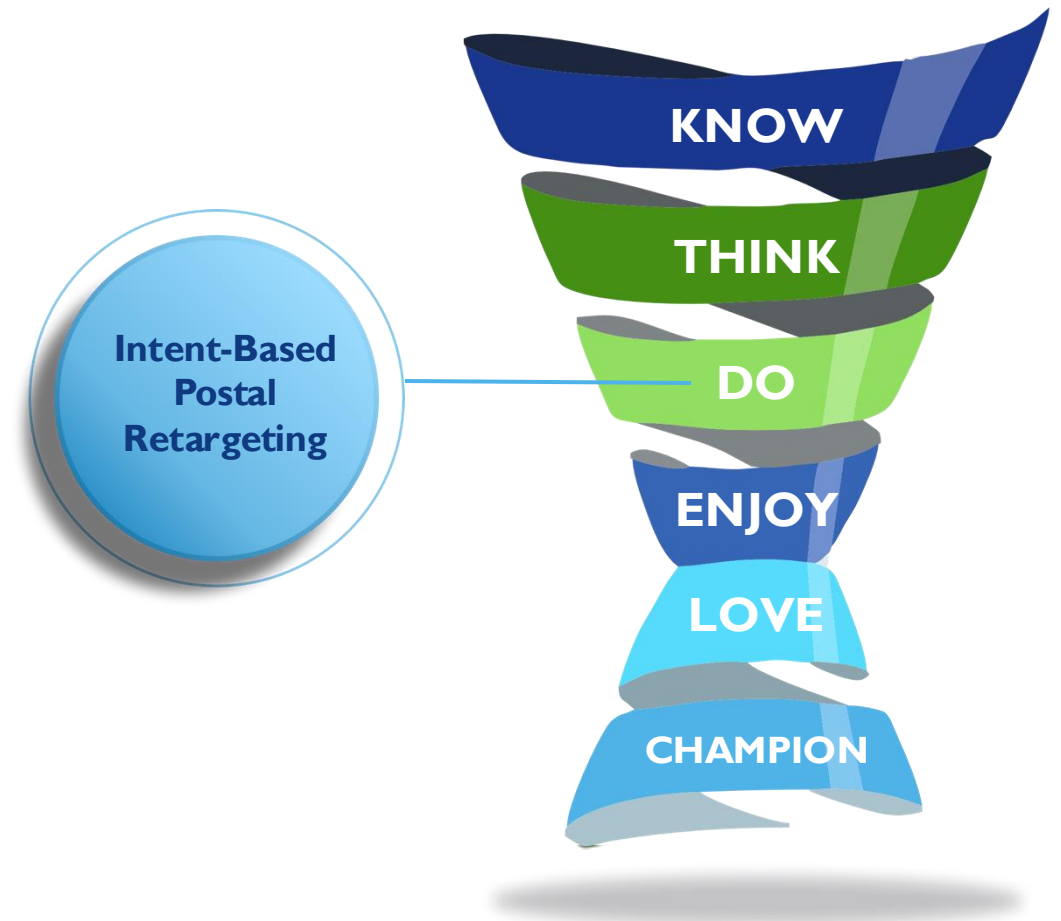 KNOW
THINK
Intent-Based
Postal
Retargeting
DO
ENJOY
LOVE
CHAMPION